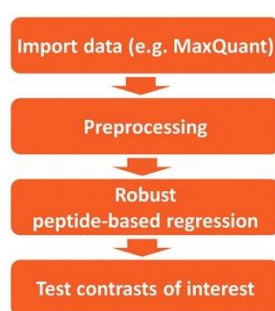 Import data (e.g. MaxQuant)
Preprocessing
Robust
peptide-based regression
Test contrasts of interest